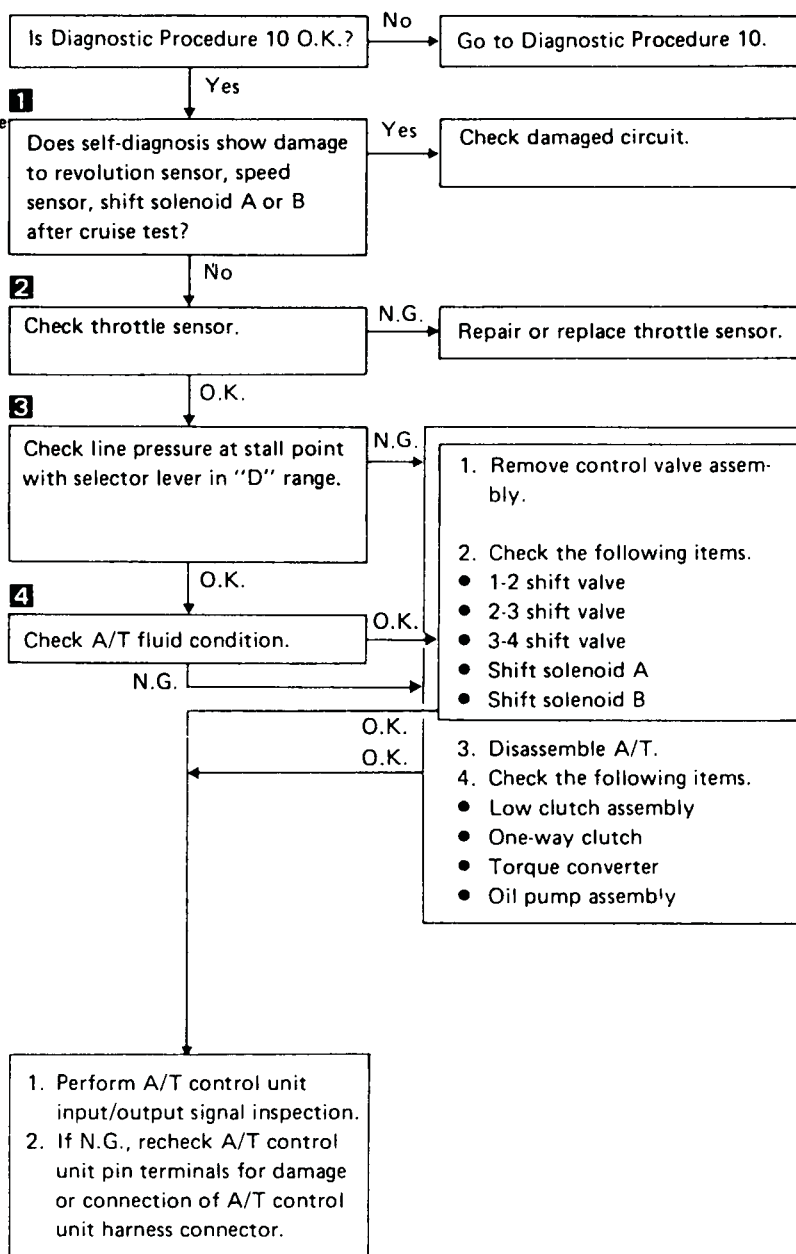 Is Diagnostic Procedure 10 O.K.?
No
Go to Diagnostic Procedure 10.
Yes
1
e
Does self-diagnosis show damage
to revolution sensor, speed
sensor, shift solenoid A or B
after cruise test?
Yes
Check damaged circuit.
No
2
Check throttle sensor.
N.G.
Repair or replace throttle sensor.
O.K.
3
Check line pressure at stall point
with selector lever in "D" range.
N.G.
1. Remove control valve assem-
bly.
2. Check the following items.
● 1-2 shift valve
● 2-3 shift valve
● 3-4 shift valve
● Shift solenoid A
● Shift solenoid B
O.K.
4
Check A/T fluid condition.
O.K.
N.G.
O.K.
O.K.
3. Disassemble A/T.
4. Check the following items.
● Low clutch assembly
● One-way clutch
● Torque converter
● Oil pump assembly
1. Perform A/T control unit
input/output signal inspection.
2. If N.G., recheck A/T control
unit pin terminals for damage
or connection of A/T control
unit harness connector.